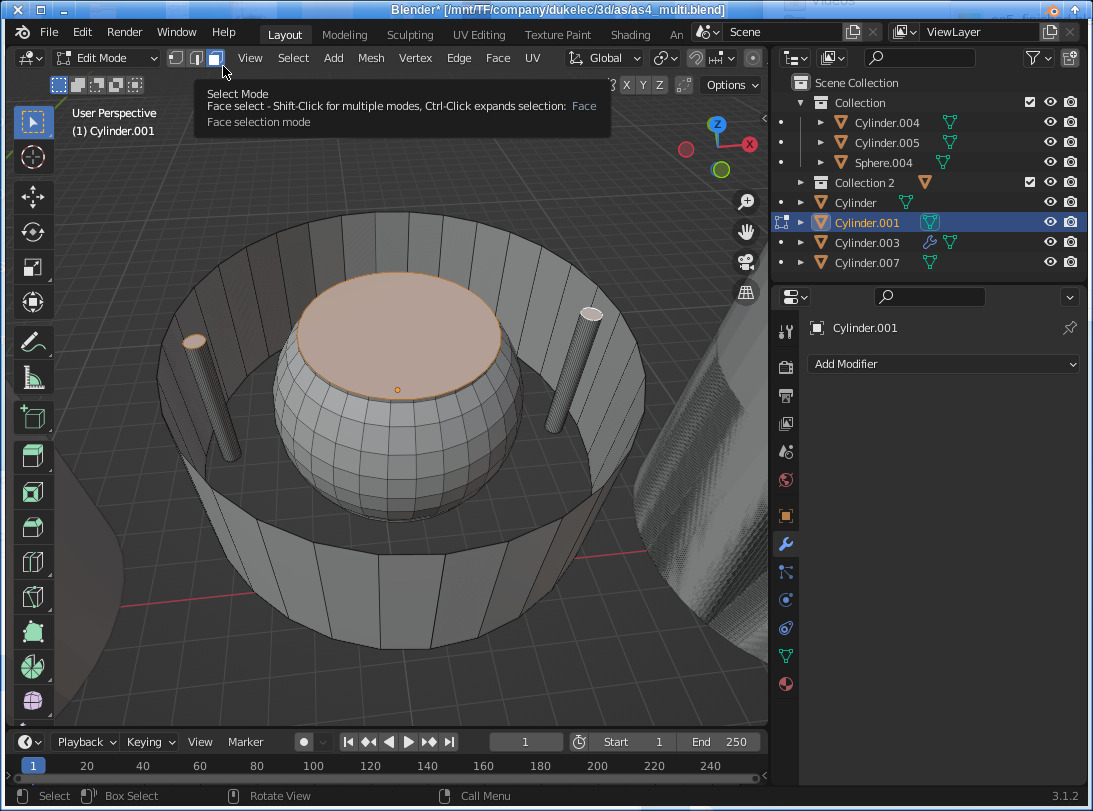 Blender* [/mnt/TF/company/dukelec/3d/as/as4_multi.blend]
File Edit Render Window Help Layout Modeling Sculpting UV Editing Texture Paint Shading An Scene ViewLayer
Edit Mode View Select Add Mesh Vertex Edge Face UV Global
X Y Z Options
Select Mode
Face select - Shift-Click for multiple modes, Ctrl-Click expands selection: Face
Face selection mode
User Perspective
(1) Cylinder.001
Z
X
Scene Collection
Collection
Cylinder.004
Cylinder.005
Sphere.004
Collection 2
Cylinder
Cylinder.001
Cylinder.003
Cylinder.007
Cylinder.001
Add Modifier
Playback Keying View Marker 1 Start 1 End 250
1 20 40 60 80 100 120 140 160 180 200 220 240
Select Box Select Rotate View Call Menu 3.1.2